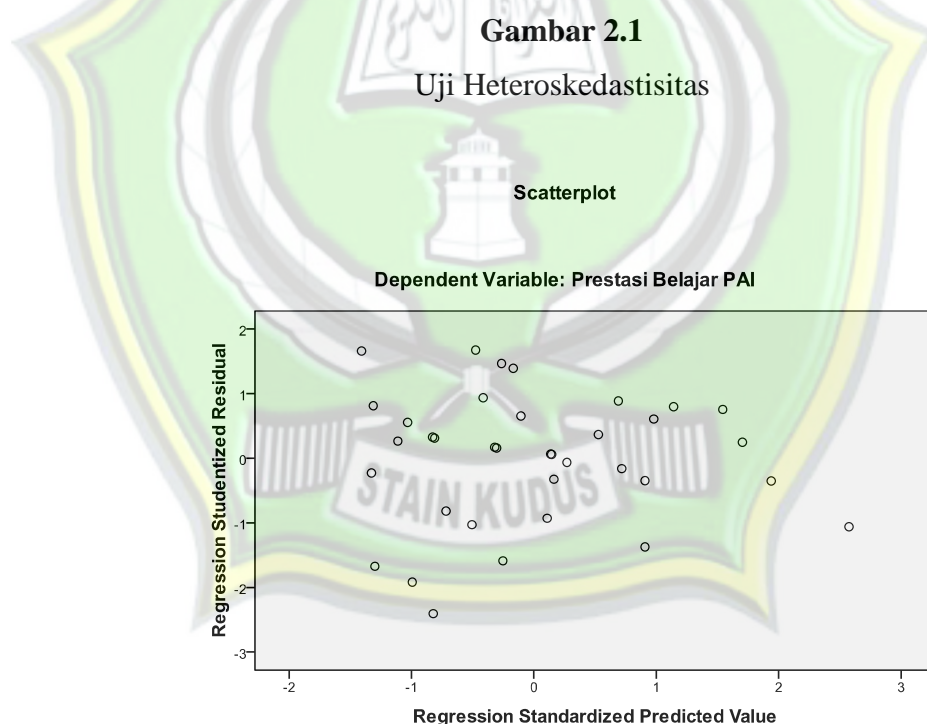 Gambar 2.1
Uji Heteroskedastisitas
Scatterplot
Dependent Variable: Prestasi Belajar PAI
Regression Studentized Residual
2
1
0
-1
-2
-3
STAIN KUDUS
-2 -1 0 1 2 3
Regression Standardized Predicted Value